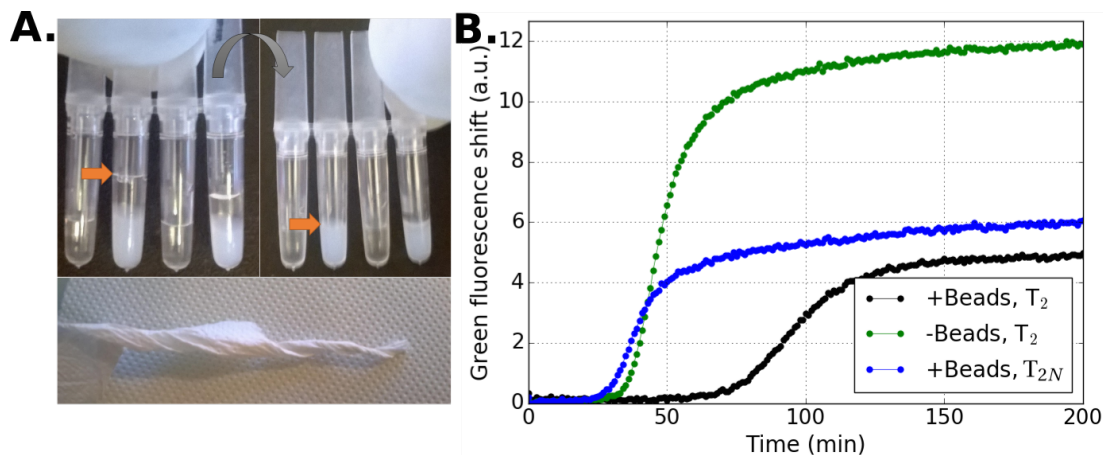 A.
B.
Green fluorescence shift (a.u.)
12
10
8
6
4
2
0
+Beads, T₂
-Beads, T₂
+Beads, T₂N
0 50 100 150 200
Time (min)